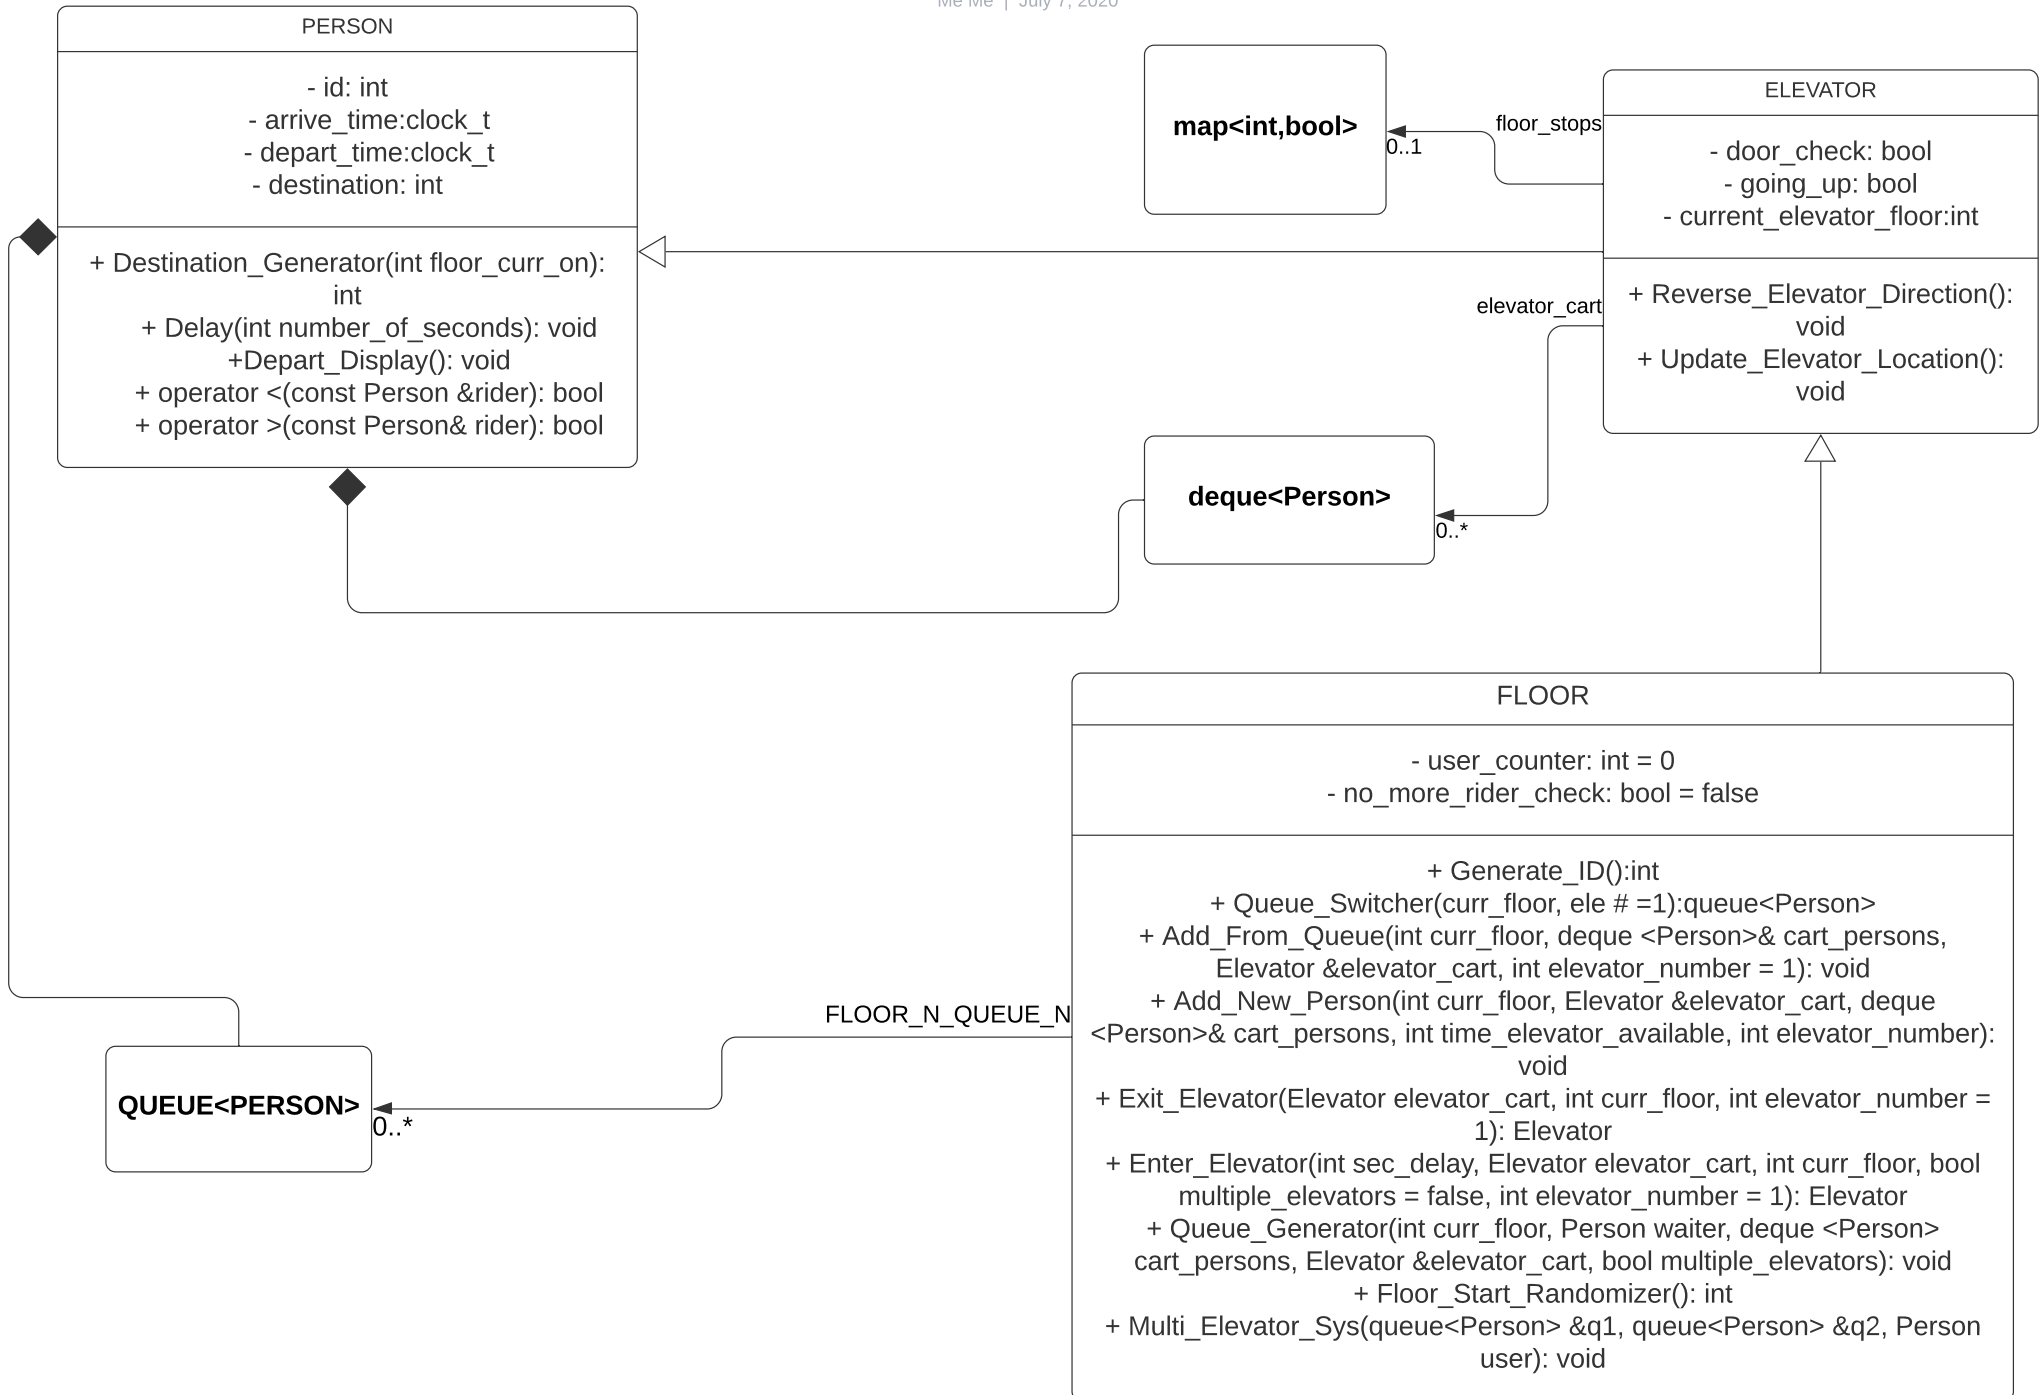 Me Me | July 7, 2020
PERSON
- id: int
- arrive_time:clock_t
- depart_time:clock_t
- destination: int
+ Destination_Generator(int floor_curr_on):
int
+ Delay(int number_of_seconds): void
+Depart_Display(): void
+ operator <(const Person &rider): bool
+ operator >(const Person& rider): bool
map<int,bool>
0..1
floor_stops
ELEVATOR
- door_check: bool
- going_up: bool
- current_elevator_floor:int
+ Reverse_Elevator_Direction():
void
+ Update_Elevator_Location():
void
elevator_cart
deque<Person>
0..*
FLOOR
- user_counter: int = 0
- no_more_rider_check: bool = false
+ Generate_ID():int
+ Queue_Switcher(curr_floor, ele # =1):queue<Person>
+ Add_From_Queue(int curr_floor, deque <Person>& cart_persons,
Elevator &elevator_cart, int elevator_number = 1): void
+ Add_New_Person(int curr_floor, Elevator &elevator_cart, deque
<Person>& cart_persons, int time_elevator_available, int elevator_number):
void
+ Exit_Elevator(Elevator elevator_cart, int curr_floor, int elevator_number =
1): Elevator
+ Enter_Elevator(int sec_delay, Elevator elevator_cart, int curr_floor, bool
multiple_elevators = false, int elevator_number = 1): Elevator
+ Queue_Generator(int curr_floor, Person waiter, deque <Person>
cart_persons, Elevator &elevator_cart, bool multiple_elevators): void
+ Floor_Start_Randomizer(): int
+ Multi_Elevator_Sys(queue<Person> &q1, queue<Person> &q2, Person
user): void
FLOOR_N_QUEUE_N
QUEUE<PERSON>
0..*